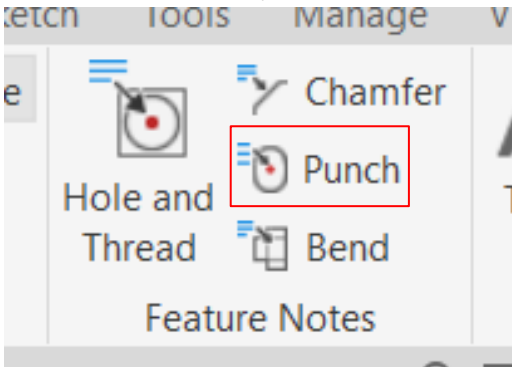 Tools Manage
Chamfer
Punch
Hole and
Thread
Bend
Feature Notes